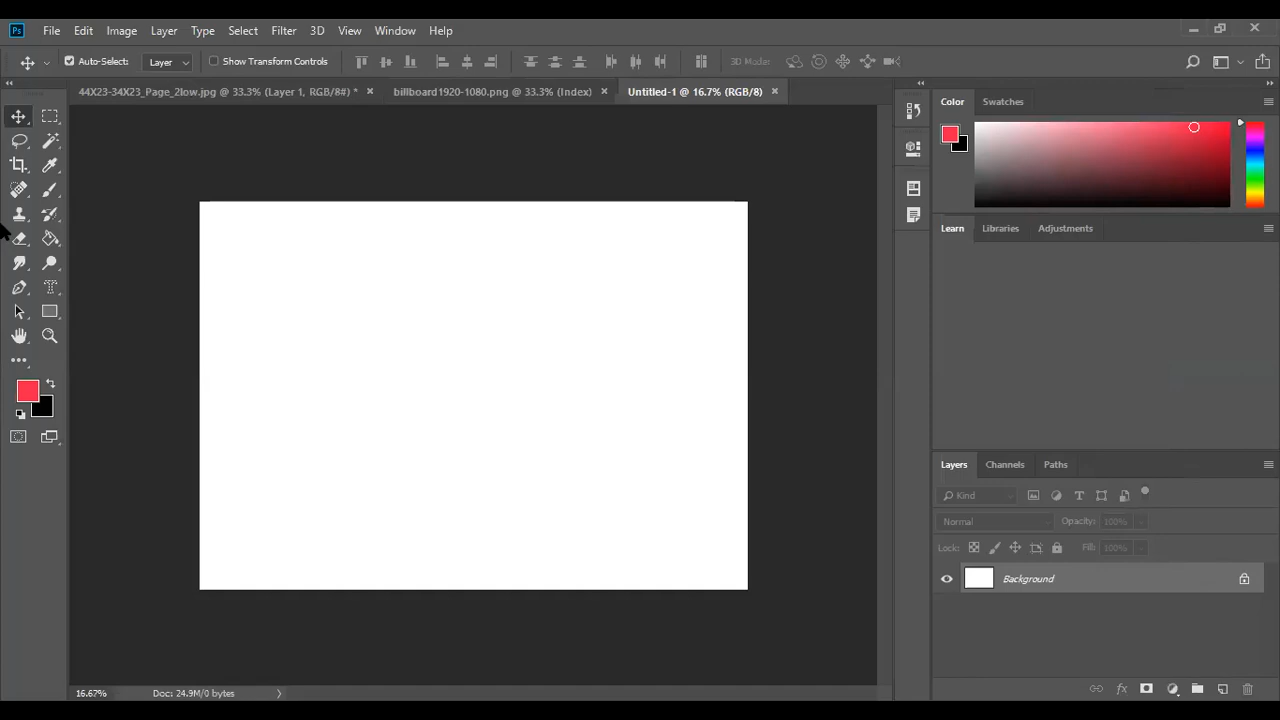 Ps File Edit Image Layer Type Select Filter 3D View Window Help
Auto-Select: Layer Show Transform Controls 3D Mode:
44X23-34X23_Page_2low.jpg @ 33.3% (Layer 1, RGB/8#) * billboard1920-1080.png @ 33.3% (Index) Untitled-1 @ 16.7% (RGB/8)
Color Swatches
Learn Libraries Adjustments
Layers Channels Paths
Kind
Normal Opacity: 100%
Lock: Fill: 100%
Background
fx
16.67% Doc: 24.9M/0 bytes